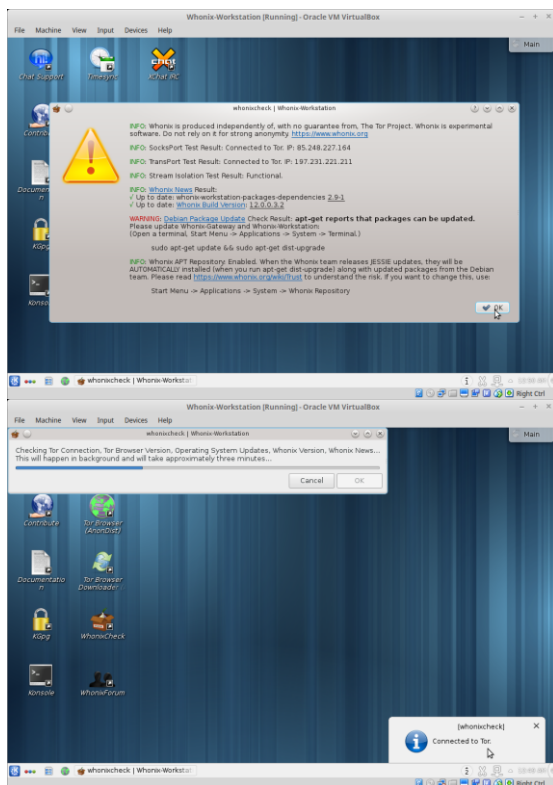 Whonix-Workstation [Running] - Oracle VM VirtualBox
File Machine View Input Devices Help
Main
Chat Support Timesync XChat IRC
whonixcheck | Whonix-Workstation
INFO: Whonix is produced independently of, with no guarantee from, The Tor Project. Whonix is experimental
software. Do not rely on it for strong anonymity. https://www.whonix.org
INFO: SocksPort Test Result: Connected to Tor. IP: 85.248.227.164
INFO: TransPort Test Result: Connected to Tor. IP: 197.231.221.211
INFO: Stream Isolation Test Result: Functional.
INFO: Whonix News Result:
√ Up to date: whonix-workstation-packages-dependencies 2.9-1
√ Up to date: Whonix Build Version: 12.0.0.3.2
WARNING: Debian Package Update Check Result: apt-get reports that packages can be updated.
Please update Whonix-Gateway and Whonix-Workstation:
(Open a terminal, Start Menu -> Applications -> System -> Terminal.)
sudo apt-get update && sudo apt-get dist-upgrade
INFO: Whonix APT Repository: Enabled. When the Whonix team releases JESSIE updates, they will be
AUTOMATICALLY installed (when you run apt-get dist-upgrade) along with updated packages from the Debian
team. Please read https://www.whonix.org/wiki/Trust to understand the risk. If you want to change this, use:
Start Menu -> Applications -> System -> Whonix Repository
OK
Contrib
Documen
KGpg
Konso
whonixcheck | Whonix-Workstat
Right Ctrl
Whonix-Workstation [Running] - Oracle VM VirtualBox
File Machine View Input Devices Help
whonixcheck | Whonix-Workstation
Main
Checking Tor Connection, Tor Browser Version, Operating System Updates, Whonix Version, Whonix News...
This will happen in background and will take approximately three minutes...
Cancel OK
Contribute Tor Browser
(AnonDist)
Documentatio Tor Browser
n Downloader
KGpg WhonixCheck
Konsole WhonixForum
[whonixcheck]
Connected to Tor.
whonixcheck | Whonix-Workstat
Right Ctrl